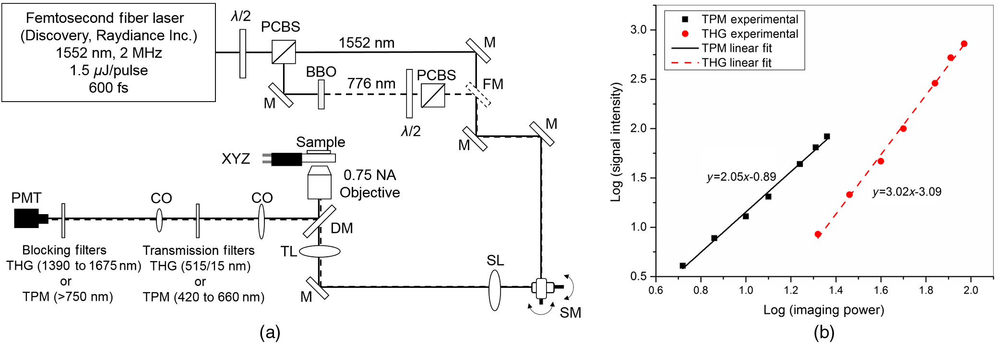 Femtosecond fiber laser
(Discovery, Raydiance Inc.)
1552 nm, 2 MHz
1.5 µJ/pulse
600 fs
λ/2
PCBS
1552 nm
M
BBO
776 nm
PCBS
FM
M
λ/2
M
M
Sample
XYZ
0.75 NA
Objective
PMT
CO
CO
DM
Blocking filters
THG (1390 to 1675 nm)
or
TPM (>750 nm)
Transmission filters
THG (515/15 nm)
or
TPM (420 to 660 nm)
TL
M
SL
SM
(a)
TPM experimental
THG experimental
TPM linear fit
THG linear fit
Log (signal intensity)
3.0
2.5
2.0
1.5
1.0
0.5
y=2.05x-0.89
y=3.02x-3.09
0.6 0.8 1.0 1.2 1.4 1.6 1.8 2.0
Log (imaging power)
(b)